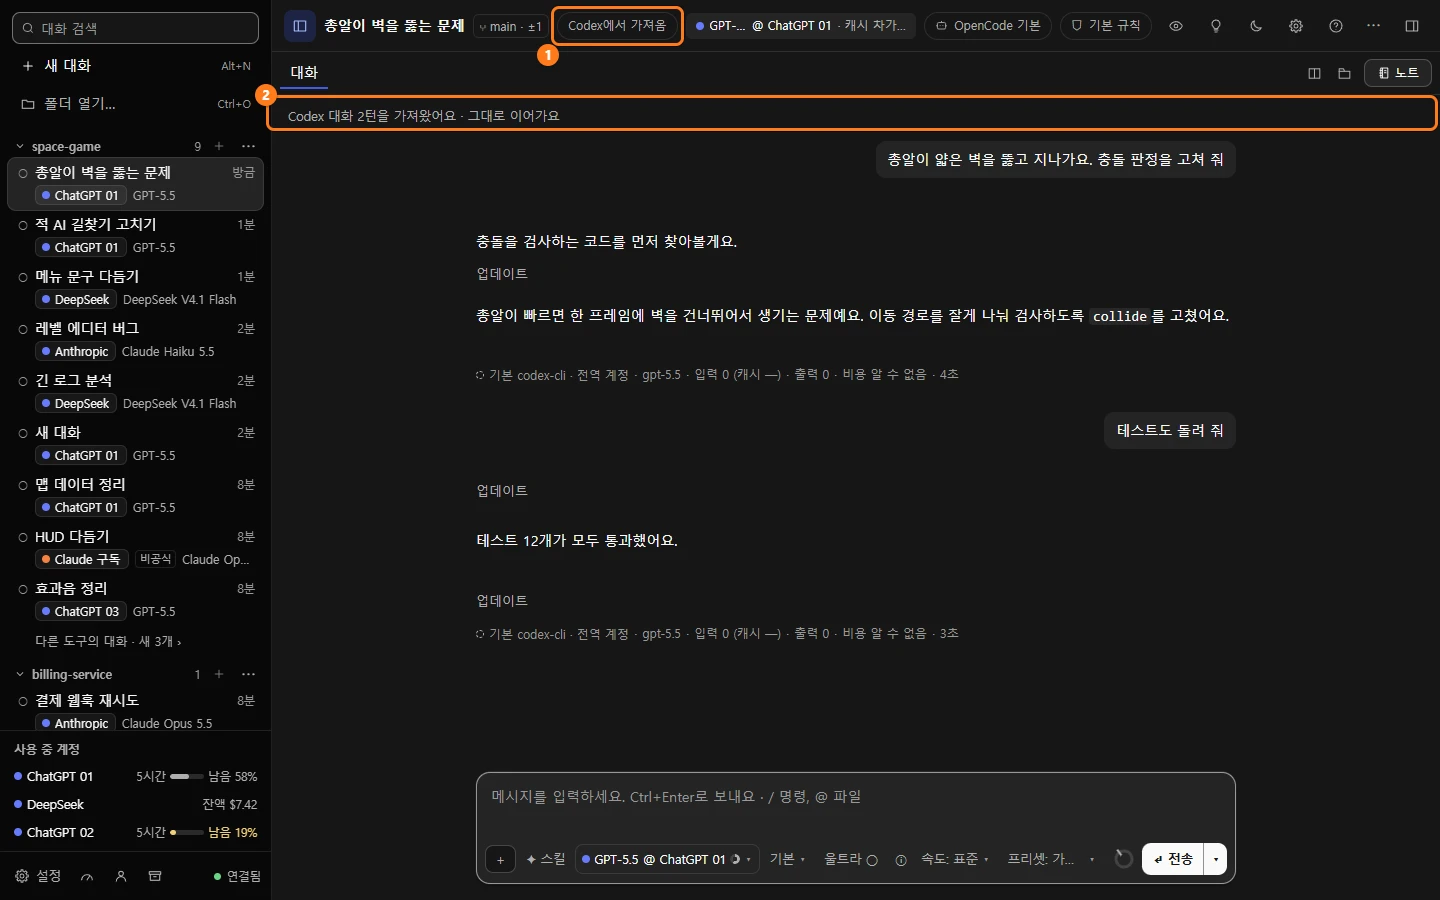 대화 검색
새 대화 Alt+N
폴더 열기... Ctrl+O
space-game 9
총알이 벽을 뚫는 문제 방금
ChatGPT 01 GPT-5.5
적 AI 길찾기 고치기 1분
ChatGPT 01 GPT-5.5
메뉴 문구 다듬기 1분
DeepSeek DeepSeek V4.1 Flash
레벨 에디터 버그 2분
Anthropic Claude Haiku 5.5
긴 로그 분석 2분
DeepSeek DeepSeek V4.1 Flash
새 대화 2분
ChatGPT 01 GPT-5.5
맵 데이터 정리 8분
ChatGPT 01 GPT-5.5
HUD 다듬기 8분
Claude 구독 비공식 Claude Op...
효과음 정리 8분
ChatGPT 03 GPT-5.5
다른 도구의 대화 · 새 3개 ›
billing-service 1
결제 웹훅 재시도 8분
Anthropic Claude Opus 5.5
사용 중 계정
ChatGPT 01 5시간 남음 58%
DeepSeek 잔액 $7.42
ChatGPT 02 5시간 남음 19%
설정 연결됨
총알이 벽을 뚫는 문제 main · ±1 Codex에서 가져옴 GPT-... @ ChatGPT 01 · 캐시 차가... OpenCode 기본 기본 규칙
1
대화 노트
2
Codex 대화 2턴을 가져왔어요 · 그대로 이어가요
총알이 얇은 벽을 뚫고 지나가요. 충돌 판정을 고쳐 줘
충돌을 검사하는 코드를 먼저 찾아볼게요.
업데이트
총알이 빠르면 한 프레임에 벽을 건너뛰어서 생기는 문제예요. 이동 경로를 잘게 나눠 검사하도록 collide를 고쳤어요.
기본 codex-cli · 전역 계정 · gpt-5.5 · 입력 0 (캐시 —) · 출력 0 · 비용 알 수 없음 · 4초
테스트도 돌려 줘
업데이트
테스트 12개가 모두 통과했어요.
업데이트
기본 codex-cli · 전역 계정 · gpt-5.5 · 입력 0 (캐시 —) · 출력 0 · 비용 알 수 없음 · 3초
메시지를 입력하세요. Ctrl+Enter로 보내요 · / 명령, @ 파일
+ 스킬 GPT-5.5 @ ChatGPT 01 기본 울트라 속도: 표준 프리셋: 가... 전송